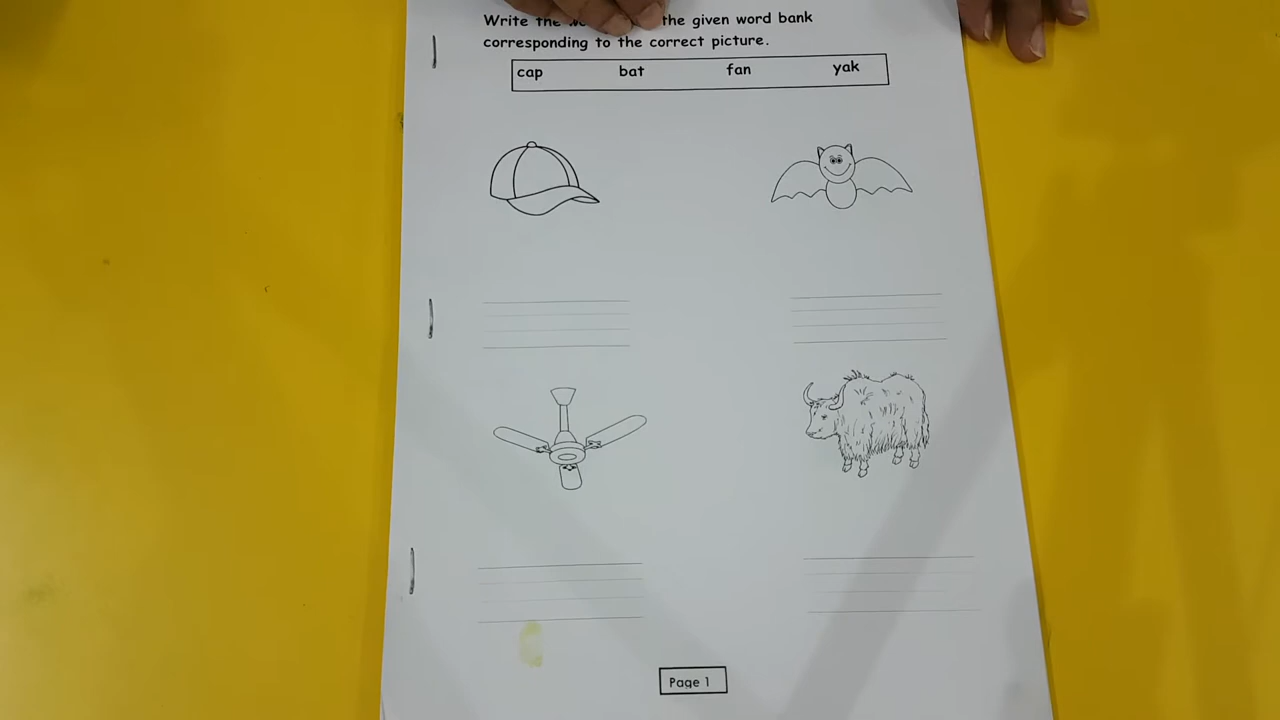 Write the the given word bank
corresponding to the correct picture.
cap bat fan yak
Page 1